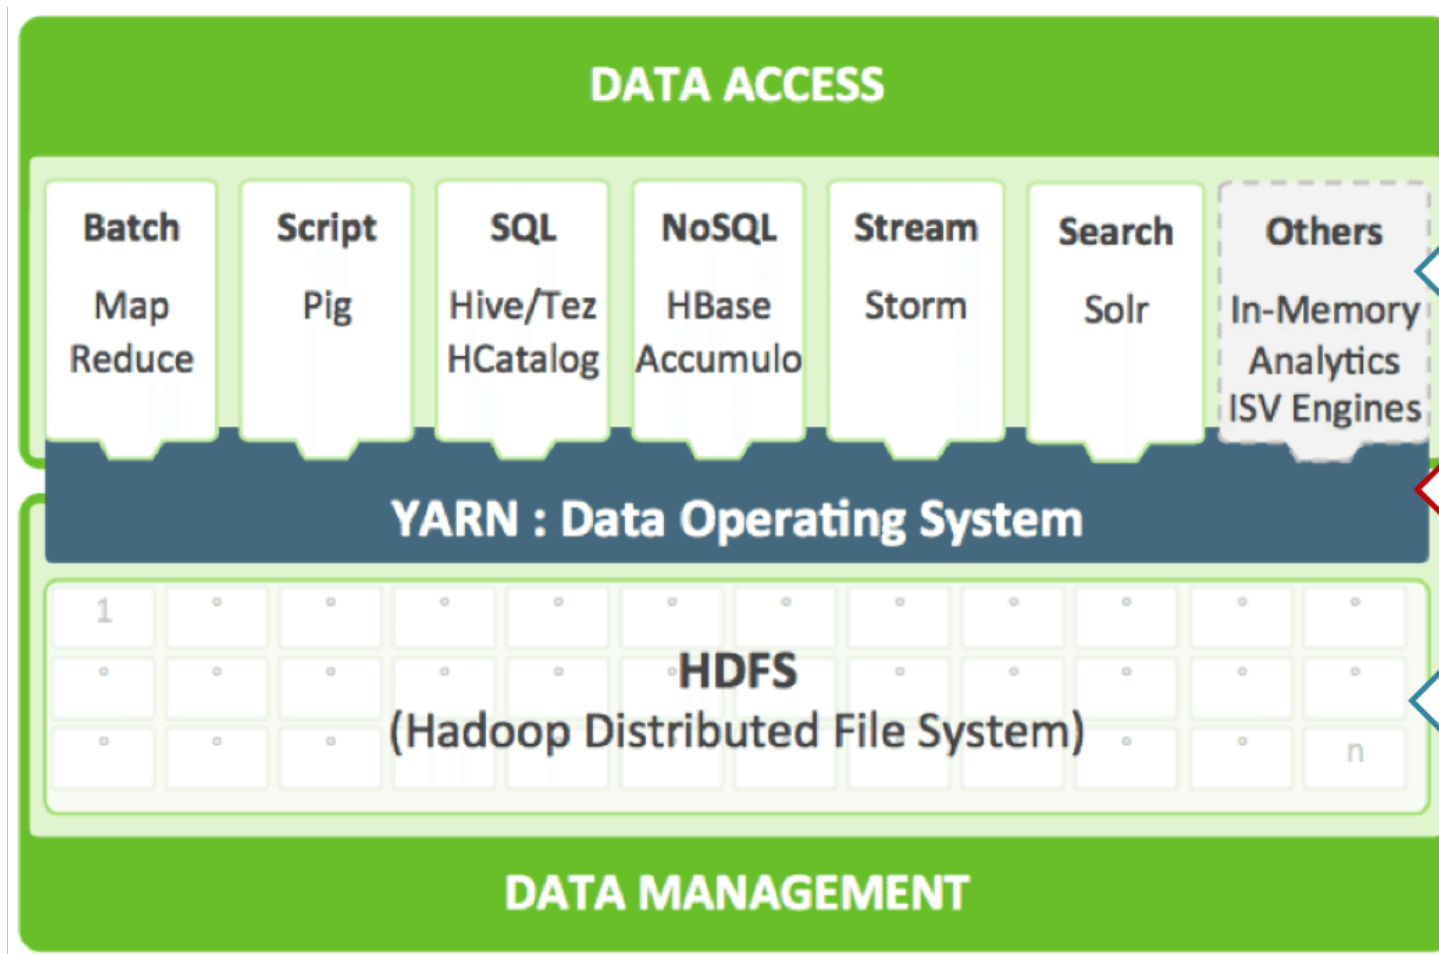 DATA ACCESS
Batch
Map
Reduce
Script
Pig
SQL
Hive/Tez
HCatalog
NoSQL
HBase
Accumulo
Stream
Storm
Search
Solr
Others
In-Memory
Analytics
ISV Engines
YARN : Data Operating System
1
HDFS
(Hadoop Distributed File System)
n
DATA MANAGEMENT